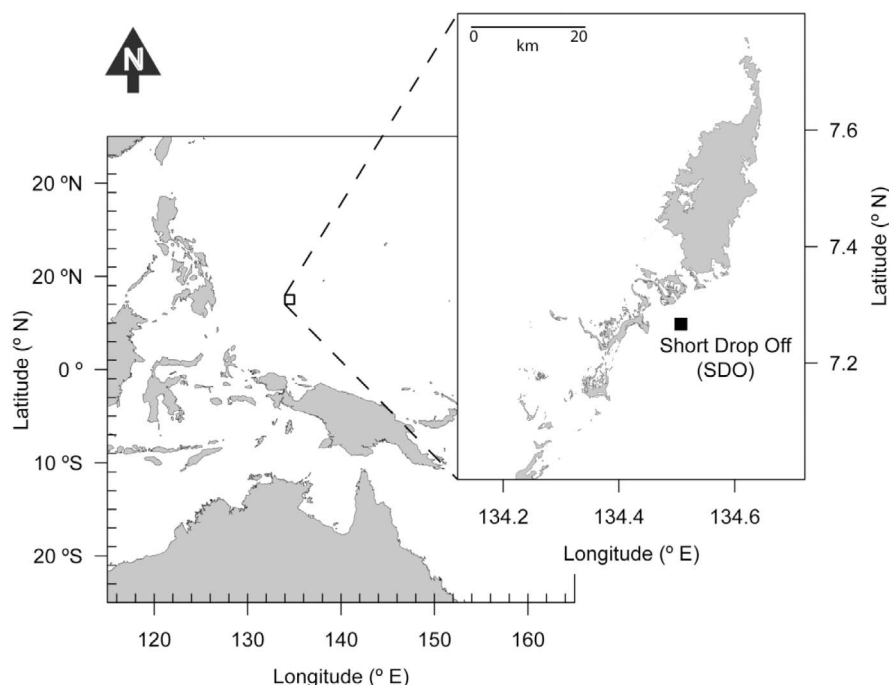 N
0 20
km
20 ºN
20 ºN
0 º
10 ºS
20 ºS
Latitude (º N)
120 130 140 150 160
Longitude (º E)
7.6
7.4
7.2
Latitude (º N)
Short Drop Off
(SDO)
134.2 134.4 134.6
Longitude (º E)